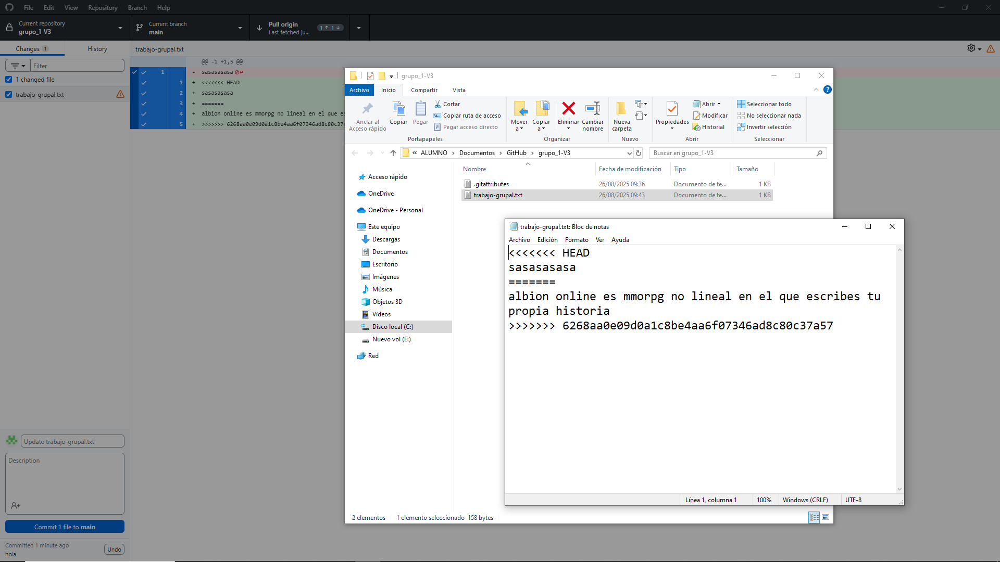 File Edit View Repository Branch Help
Current repository
grupo_1-V3
Current branch
main
Pull origin
Last fetched ju...
1 1
Changes 1
History
trabajo-grupal.txt
Filter
1 changed file
trabajo-grupal.txt
@@ -1 +1,5 @@
1 - sasasasasa
1 + <<<<<<< HEAD
2 + sasasasasa
3 + =======
4 + albion online es mmorpg no lineal en el que es
5 + >>>>>>> 6268aa0e09d0a1c8be4aa6f07346ad8c80c37a
Update trabajo-grupal.txt
Description
Commit 1 file to main
Committed 1 minute ago
hola
Undo
grupo_1-V3
Archivo Inicio Compartir Vista
Anclar al Acceso rápido
Copiar
Pegar
Cortar
Copiar ruta de acceso
Pegar acceso directo
Portapapeles
Mover a
Copiar a
Eliminar
Cambiar nombre
Organizar
Nueva carpeta
Nuevo
Propiedades
Abrir
Modificar
Historial
Abrir
Seleccionar todo
No seleccionar nada
Invertir selección
Seleccionar
« ALUMNO > Documentos > GitHub > grupo_1-V3
Buscar en grupo_1-V3
Acceso rápido
OneDrive
OneDrive - Personal
Este equipo
Descargas
Documentos
Escritorio
Imágenes
Música
Objetos 3D
Vídeos
Disco local (C:)
Nuevo vol (E:)
Red
Nombre Fecha de modificación Tipo Tamaño
.gitattributes 26/08/2025 09:36 Documento de te... 1 KB
trabajo-grupal.txt 26/08/2025 09:43 Documento de te... 1 KB
2 elementos 1 elemento seleccionado 158 bytes
trabajo-grupal.txt: Bloc de notas
Archivo Edición Formato Ver Ayuda
<<<<<<< HEAD
sasasasasa
=======
albion online es mmorpg no lineal en el que escribes tu
propia historia
>>>>>>> 6268aa0e09d0a1c8be4aa6f07346ad8c80c37a57
Línea 1, columna 1 100% Windows (CRLF) UTF-8